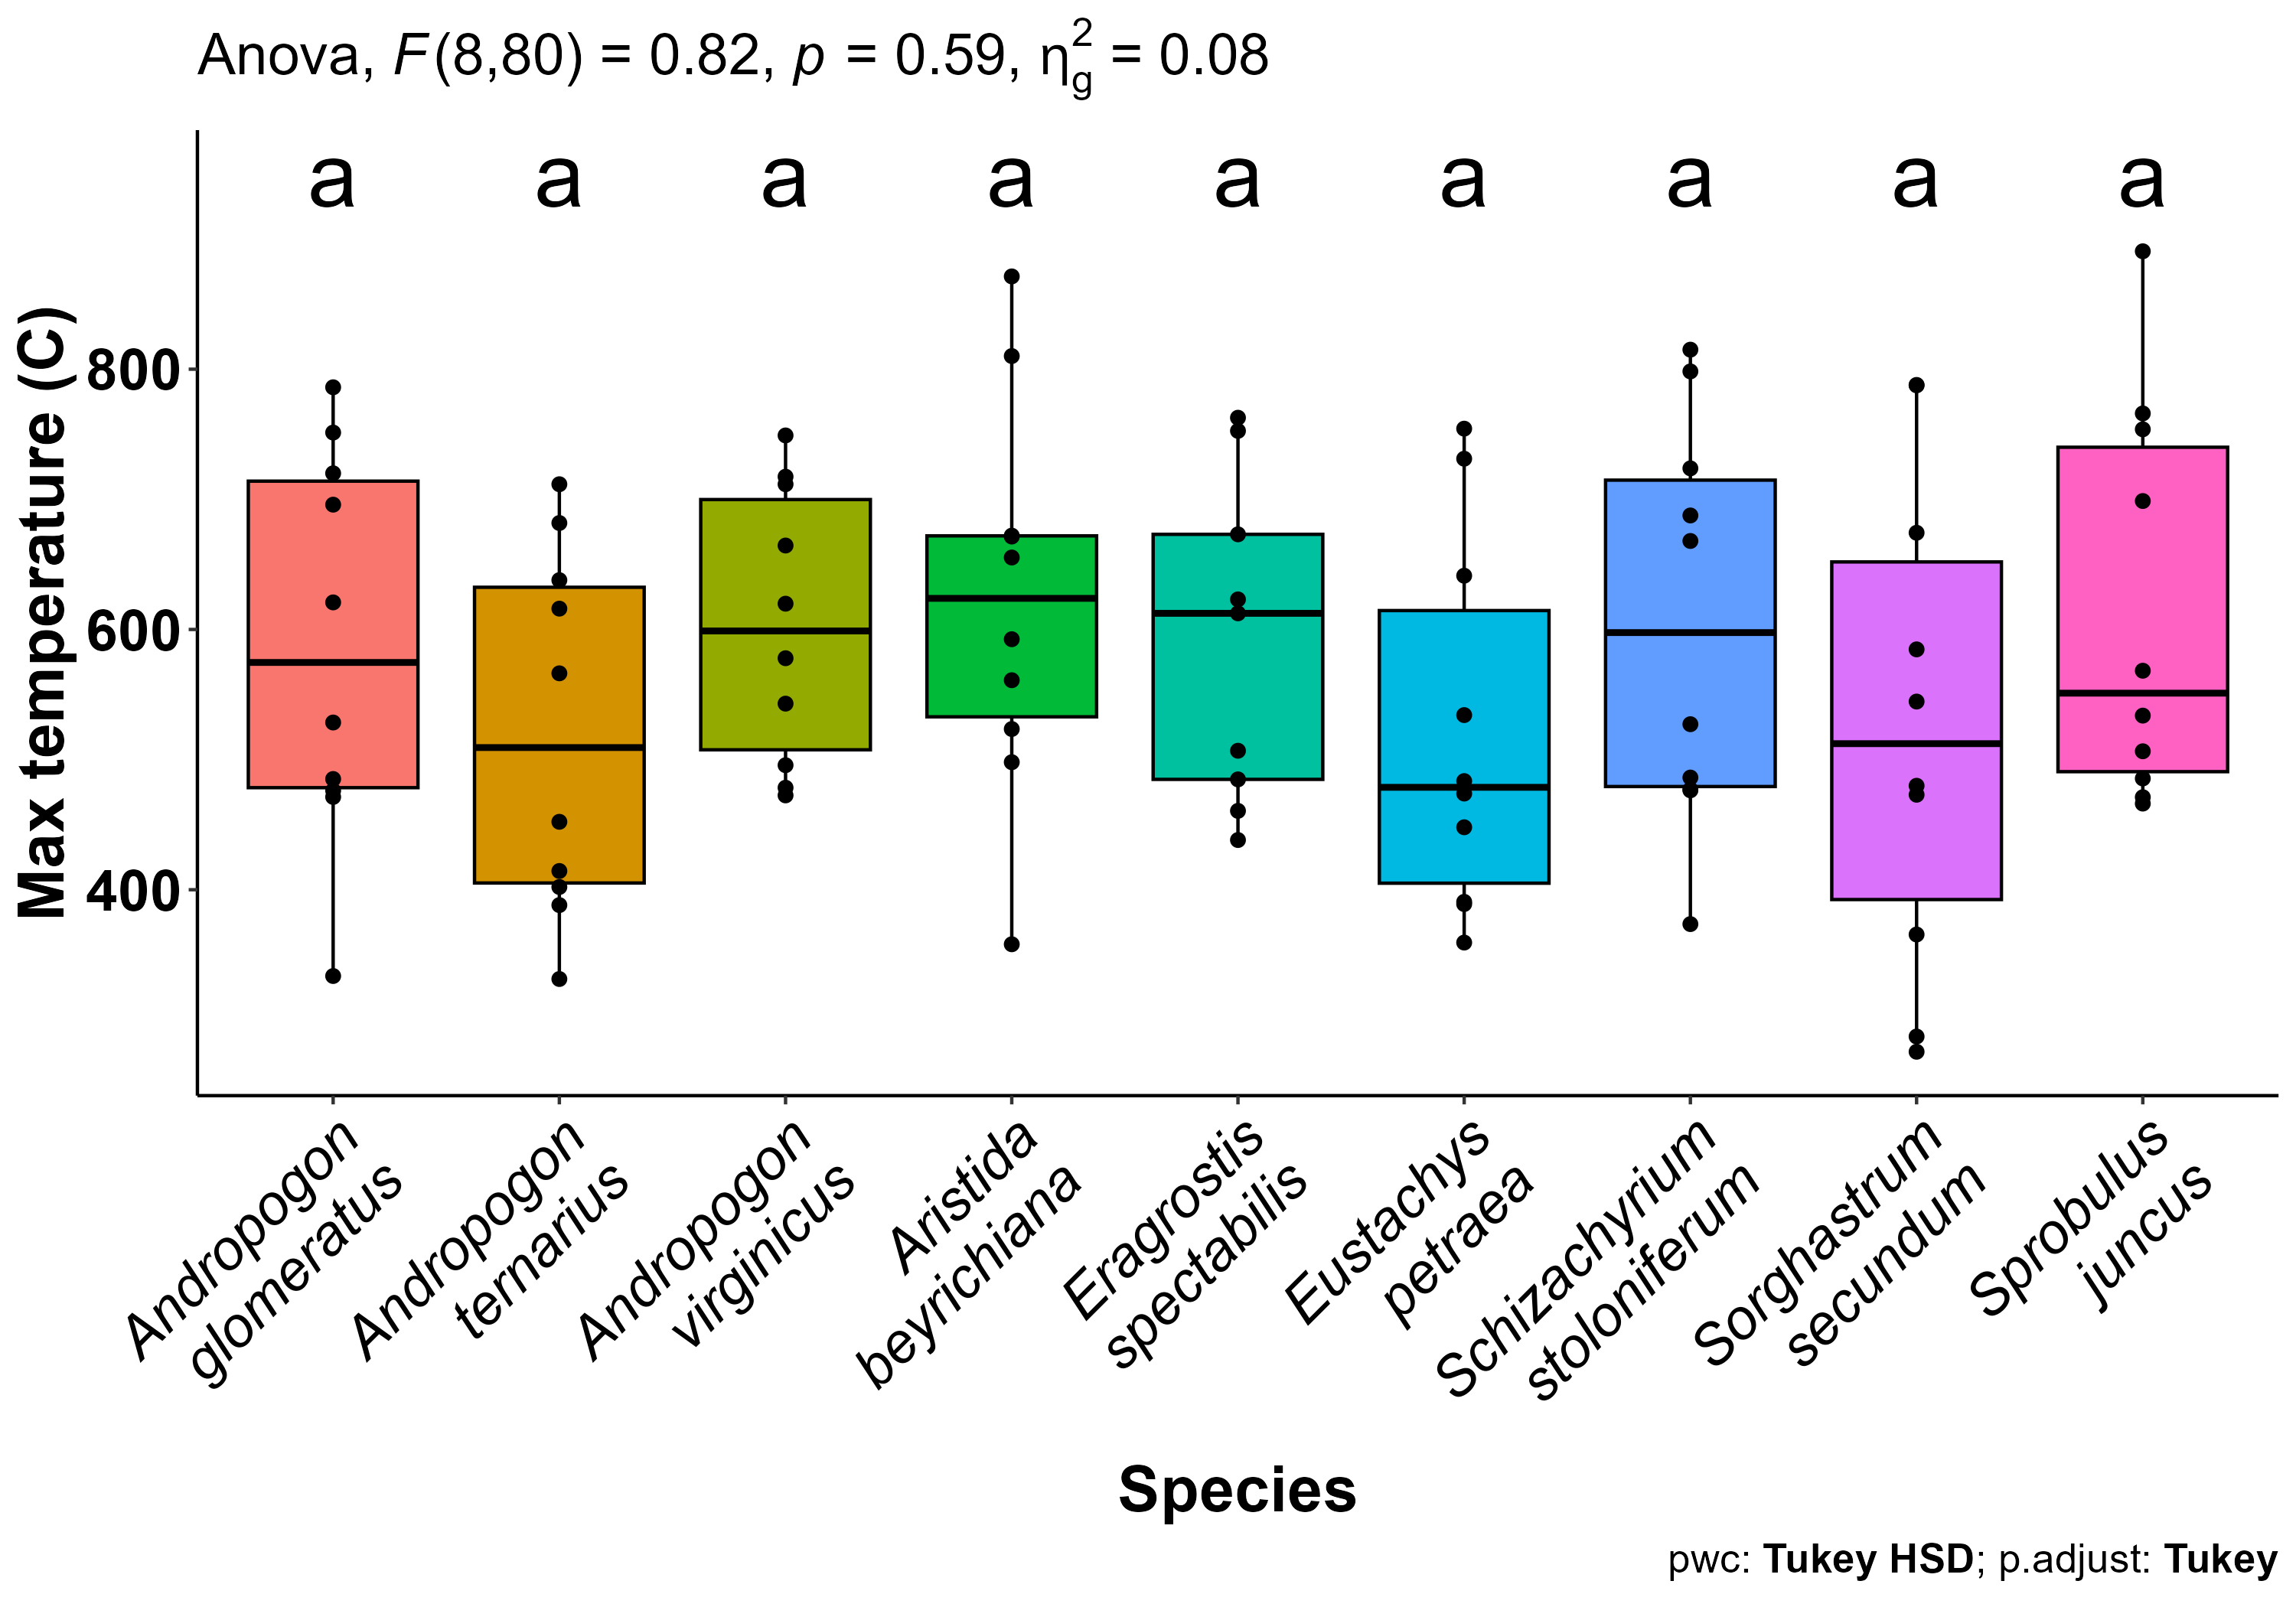 Anova, F(8,80) = 0.82, p = 0.59, η²g = 0.08
a a a a a a a a a
Max temperature (C)
800
600
400
Andropogon
glomeratus
Andropogon
ternarius
Andropogon
virginicus
Aristida
beyrichiana
Eragrostis
spectabilis
Eustachys
petraea
Schizachyrium
stoloniferum
Sorghastrum
secundum
Sprobulus
juncus
Species
pwc: Tukey HSD; p.adjust: Tukey